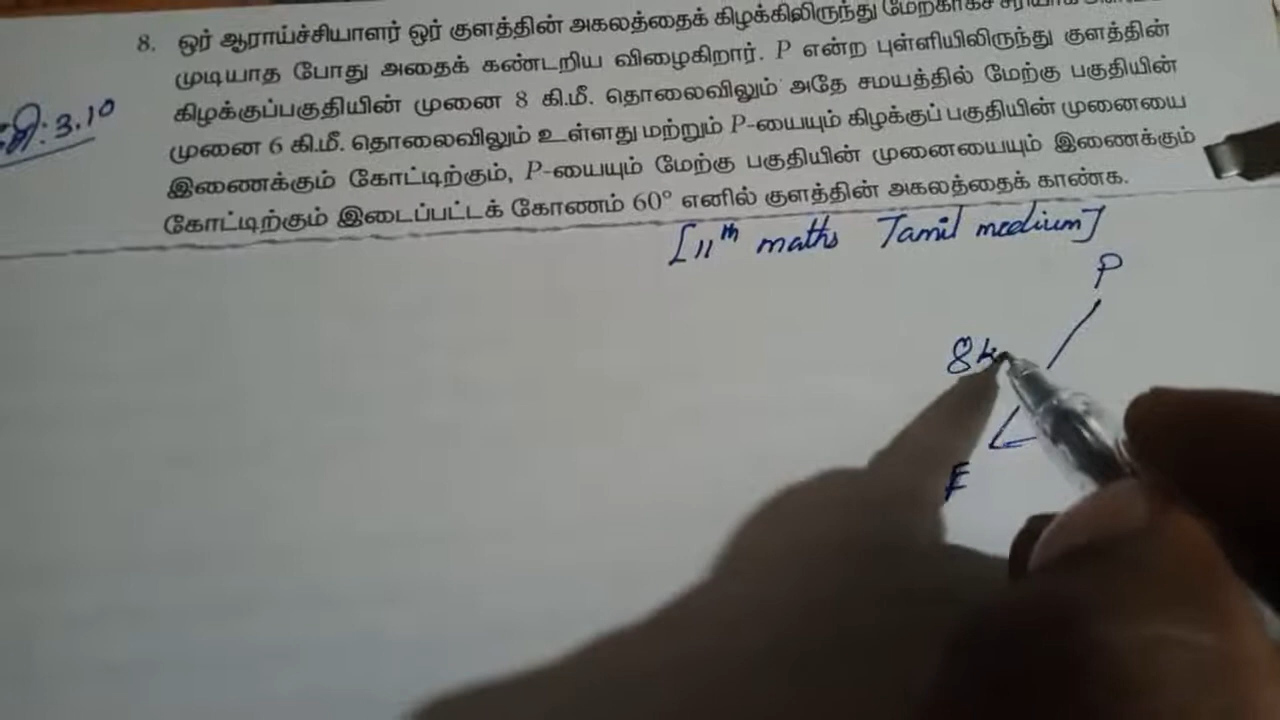 8. ஓர் ஆராய்ச்சியாளர் ஓர் குளத்தின் அகலத்தைக் கிழக்கிலிருந்து மேற்காகச்
முடியாத போது அதைக் கண்டறிய விழைகிறார். P என்ற புள்ளியிலிருந்து குளத்தின்
கிழக்குப்பகுதியின் முனை 8 கி.மீ. தொலைவிலும் அதே சமயத்தில் மேற்கு பகுதியின்
முனை 6 கி.மீ. தொலைவிலும் உள்ளது மற்றும் P-யையும் கிழக்குப் பகுதியின் முனையை
இணைக்கும் கோட்டிற்கும், P-யையும் மேற்கு பகுதியின் முனையையும் இணைக்கும்
கோட்டிற்கும் இடைப்பட்டக் கோணம் 60° எனில் குளத்தின் அகலத்தைக் காண்க.
3.10
[11th maths Tamil medium]
P
8k
E